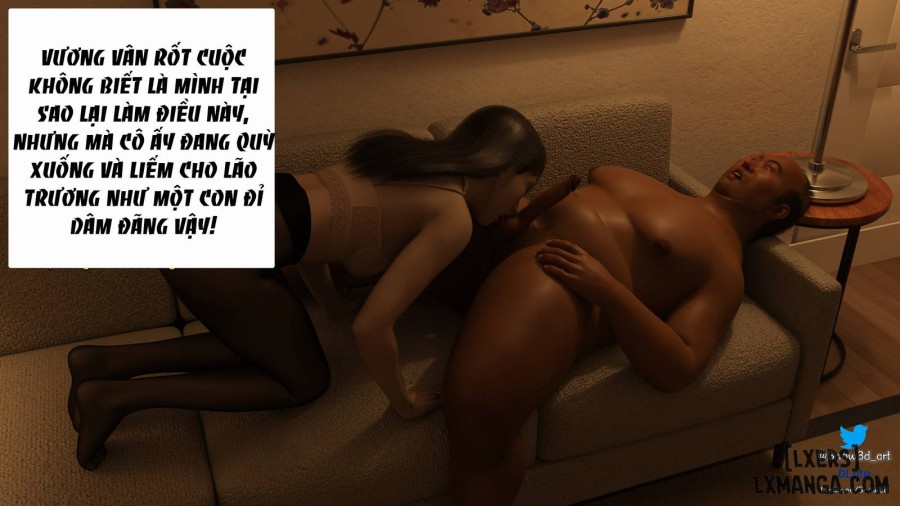 VƯƠNG VÂN RỐT CUỘC
KHÔNG BIẾT LÀ MÌNH TẠI
SAO LẠI LÀM ĐIỀU NÀY,
NHƯNG MÀ CÔ ẤY ĐANG QUỲ
XUỐNG VÀ LIẾM CHO LÃO
TRƯƠNG NHƯ MỘT CON ĐĨ
DÂM ĐÃNG VẬY!
[LXERS]
LXMANGA.COM